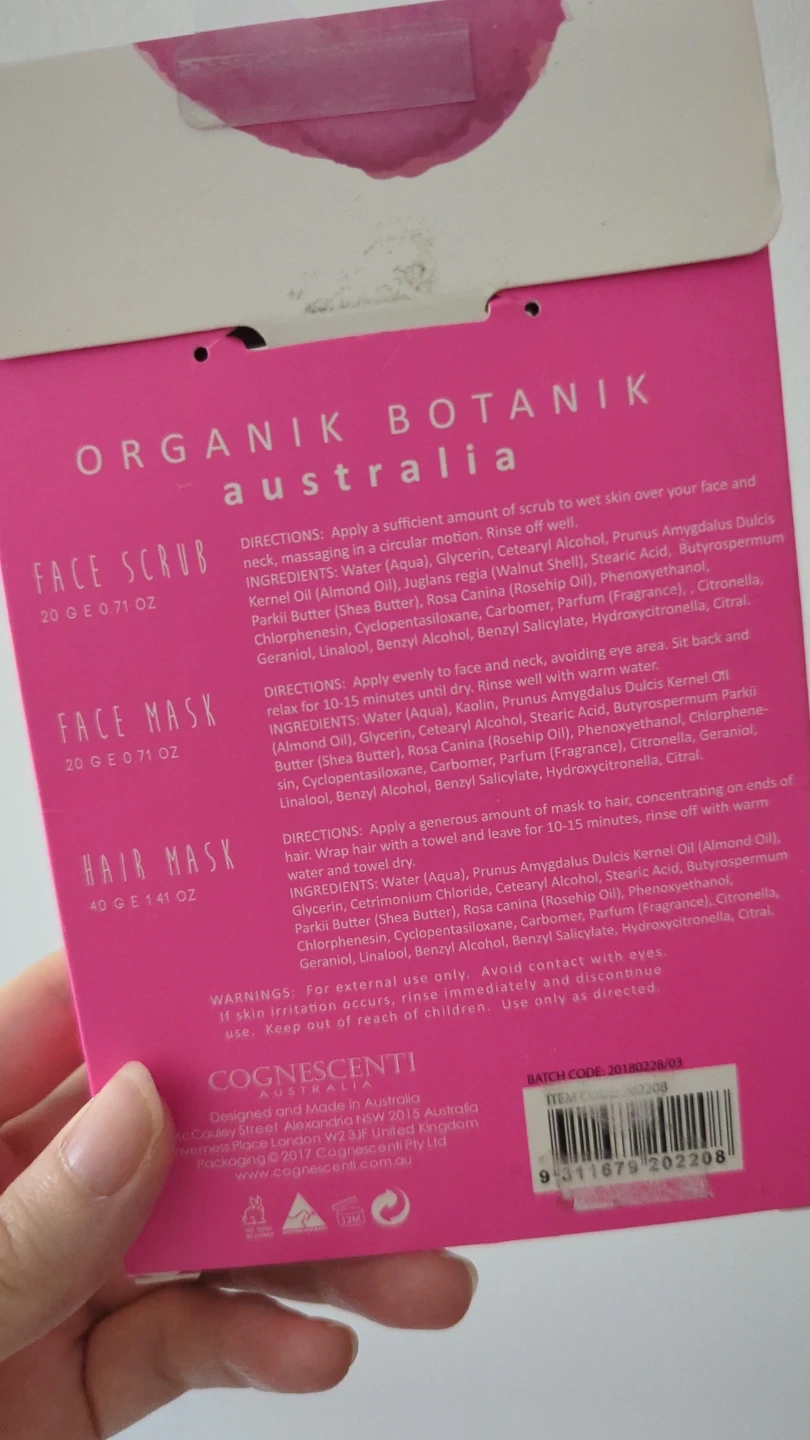 ORGANIK BOTANIK
australia
FACE SCRUB
20 G E 0.71 OZ
DIRECTIONS: Apply a sufficient amount of scrub to wet skin over your face and
neck, massaging in a circular motion. Rinse off well.
INGREDIENTS: Water (Aqua), Glycerin, Cetearyl Alcohol, Prunus Amygdalus Dulcis
Kernel Oil (Almond Oil), Juglans regia (Walnut Shell), Stearic Acid, Butyrospermum
Parkii Butter (Shea Butter), Rosa Canina (Rosehip Oil), Phenoxyethanol,
Chlorphenesin, Cyclopentasiloxane, Carbomer, Parfum (Fragrance), , Citronella,
Geraniol, Linalool, Benzyl Alcohol, Benzyl Salicylate, Hydroxycitronella, Citral.
FACE MASK
20 G E 0.71 OZ
DIRECTIONS: Apply evenly to face and neck, avoiding eye area. Sit back and
relax for 10-15 minutes until dry. Rinse well with warm water.
INGREDIENTS: Water (Aqua), Kaolin, Prunus Amygdalus Dulcis Kernel Oil
(Almond Oil), Glycerin, Cetearyl Alcohol, Stearic Acid, Butyrospermum Parkii
Butter (Shea Butter), Rosa Canina (Rosehip Oil), Phenoxyethanol, Chlorphene-
sin, Cyclopentasiloxane, Carbomer, Parfum (Fragrance), Citronella, Geraniol,
Linalool, Benzyl Alcohol, Benzyl Salicylate, Hydroxycitronella, Citral.
HAIR MASK
40 G E 1.41 OZ
DIRECTIONS: Apply a generous amount of mask to hair, concentrating on ends of
hair. Wrap hair with a towel and leave for 10-15 minutes, rinse off with warm
water and towel dry.
INGREDIENTS: Water (Aqua), Prunus Amygdalus Dulcis Kernel Oil (Almond Oil),
Glycerin, Cetrimonium Chloride, Cetearyl Alcohol, Stearic Acid, Butyrospermum
Parkii Butter (Shea Butter), Rosa canina (Rosehip Oil), Phenoxyethanol,
Chlorphenesin, Cyclopentasiloxane, Carbomer, Parfum (Fragrance), Citronella,
Geraniol, Linalool, Benzyl Alcohol, Benzyl Salicylate, Hydroxycitronella, Citral.
WARNINGS: For external use only. Avoid contact with eyes.
If skin irritation occurs, rinse immediately and discontinue
use. Keep out of reach of children. Use only as directed.
COGNESCENTI
AUSTRALIA
Designed and Made in Australia
McCauley Street Alexandria NSW 2015 Australia
Place London W2 3JF United Kingdom
Packaging © 2017 Cognescenti Pty Ltd
www.cognescenti.com.au
12M
BATCH CODE: 20180228/03
ITEM
9 311679 202208